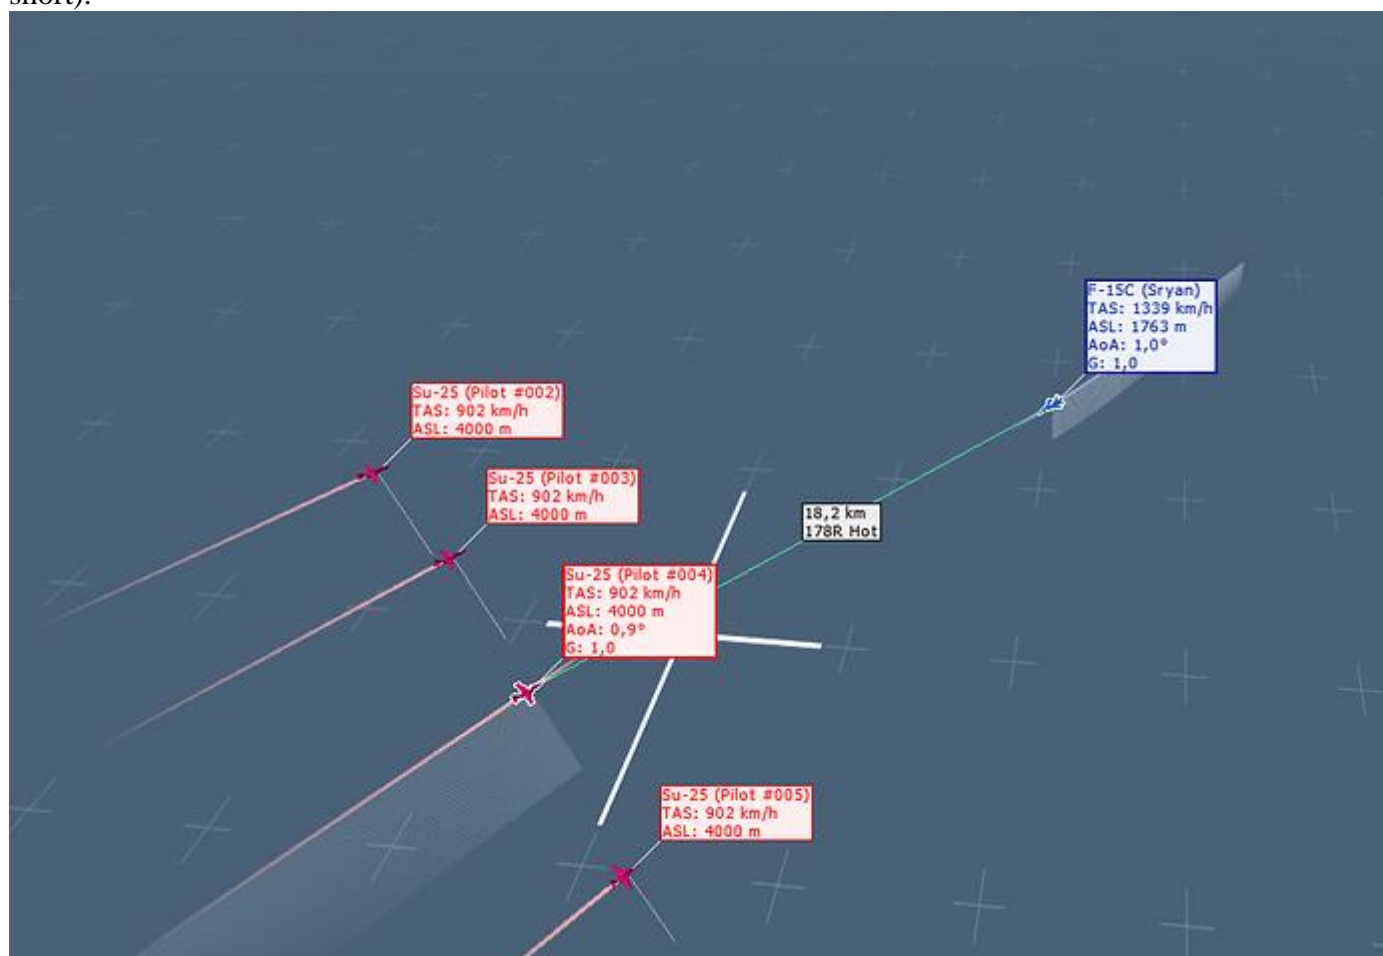 short).
F-15C (Sryan)
TAS: 1339 km/h
ASL: 1763 m
AoA: 1,0°
G: 1,0
Su-25 (Pilot #002)
TAS: 902 km/h
ASL: 4000 m
Su-25 (Pilot #003)
TAS: 902 km/h
ASL: 4000 m
18,2 km
178R Hot
Su-25 (Pilot #004)
TAS: 902 km/h
ASL: 4000 m
AoA: 0,9°
G: 1,0
Su-25 (Pilot #005)
TAS: 902 km/h
ASL: 4000 m